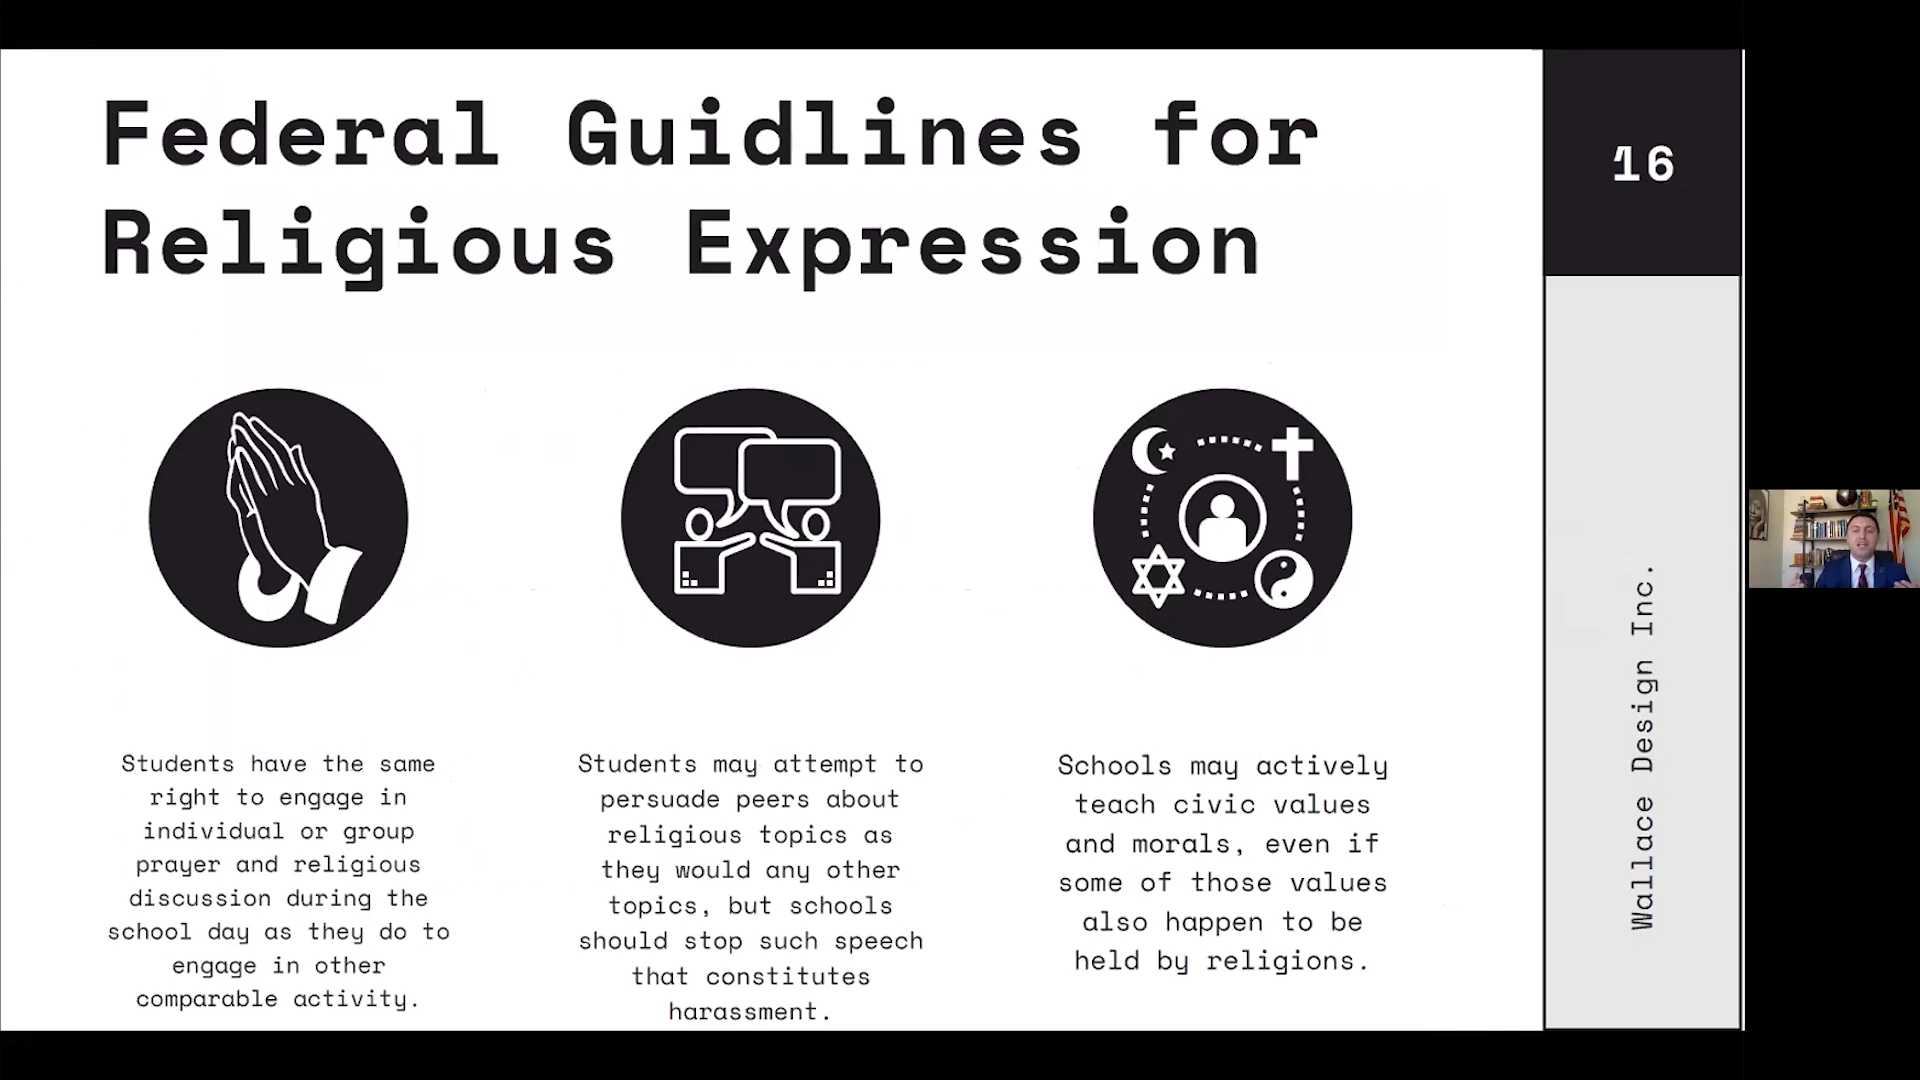 Federal Guidlines for
Religious Expression
16
Students have the same
right to engage in
individual or group
prayer and religious
discussion during the
school day as they do to
engage in other
comparable activity.
Students may attempt to
persuade peers about
religious topics as
they would any other
topics, but schools
should stop such speech
that constitutes
harassment.
Schools may actively
teach civic values
and morals, even if
some of those values
also happen to be
held by religions.
Wallace Design Inc.